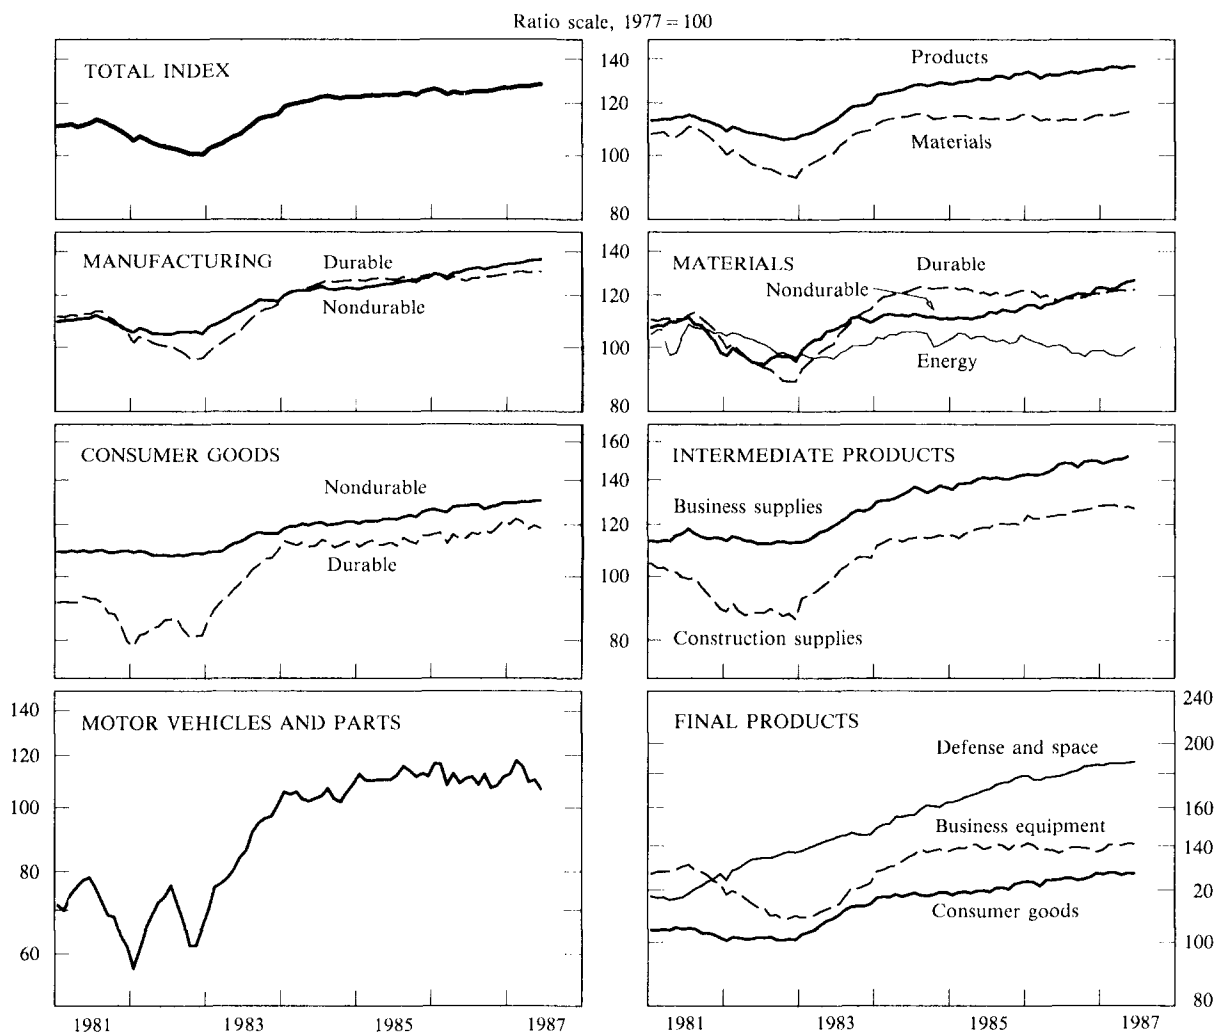 Ratio scale, 1977 = 100
TOTAL INDEX
140
120
100
80
Products
Materials
MANUFACTURING
Durable
Nondurable
140
120
100
80
MATERIALS
Durable
Nondurable
Energy
CONSUMER GOODS
Nondurable
Durable
160
140
120
100
80
INTERMEDIATE PRODUCTS
Business supplies
Construction supplies
140
120
100
80
60
MOTOR VEHICLES AND PARTS
FINAL PRODUCTS
Defense and space
Business equipment
Consumer goods
240
200
160
140
20
100
80
1981
1983
1985
1987
1981
1983
1985
1987